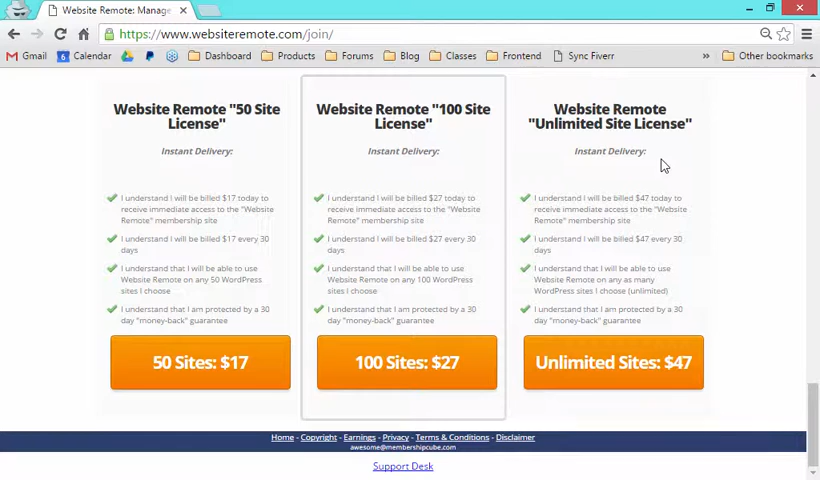 Website Remote: Manage
https://www.websiteremote.com/join/
Gmail
6 Calendar
Dashboard
Products
Forums
Blog
Classes
Frontend
Sync Fiverr
»
Other bookmarks
Website Remote "50 Site
License"
Instant Delivery:
I understand I will be billed $17 today to
receive immediate access to the "Website
Remote" membership site
I understand I will be billed $17 every 30
days
I understand that I will be able to use
Website Remote on any 50 WordPress
sites I choose
I understand that I am protected by a 30
day "money-back" guarantee
50 Sites: $17
Website Remote "100 Site
License"
Instant Delivery:
I understand I will be billed $27 today to
receive immediate access to the "Website
Remote" membership site
I understand I will be billed $27 every 30
days
I understand that I will be able to use
Website Remote on any 100 WordPress
sites I choose
I understand that I am protected by a 30
day "money-back" guarantee
100 Sites: $27
Website Remote
"Unlimited Site License"
Instant Delivery:
I understand I will be billed $47 today to
receive immediate access to the "Website
Remote" membership site
I understand I will be billed $47 every 30
days
I understand that I will be able to use
Website Remote on any as many
WordPress sites I choose (unlimited)
I understand that I am protected by a 30
day "money-back" guarantee
Unlimited Sites: $47
Home - Copyright - Earnings - Privacy - Terms & Conditions - Disclaimer
awesome@membershipcube.com
Support Desk